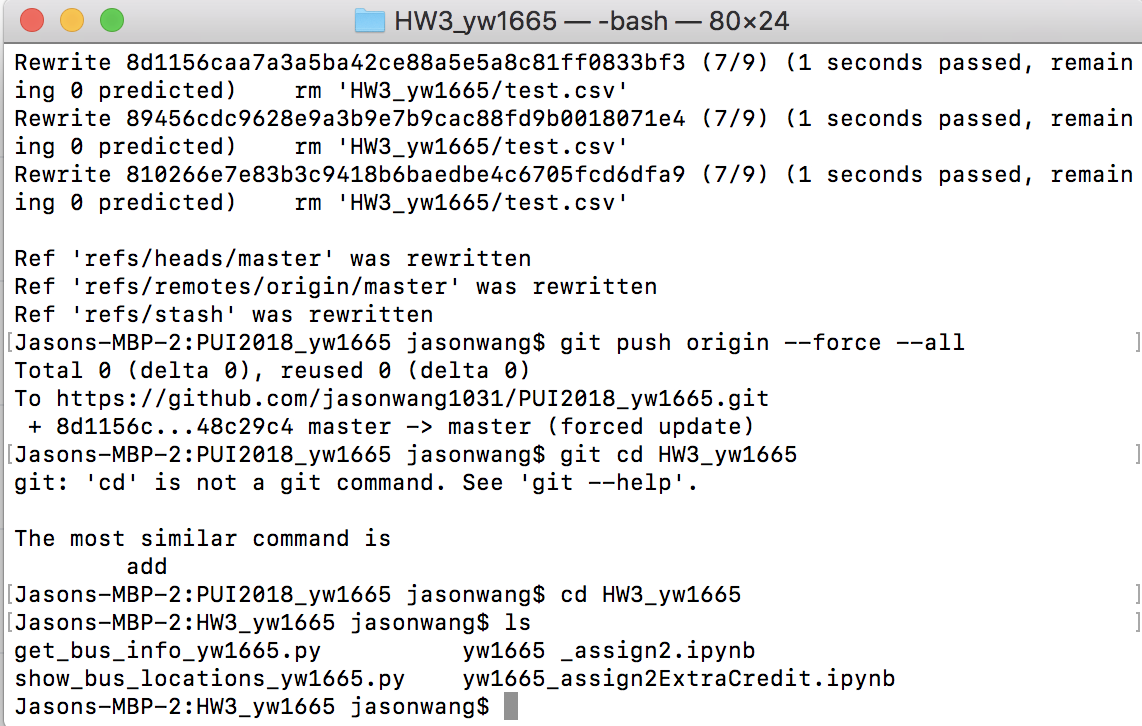 HW3_yw1665 — -bash — 80×24
Rewrite 8d1156caa7a3a5ba42ce88a5e5a8c81ff0833bf3 (7/9) (1 seconds passed, remain
ing 0 predicted)    rm 'HW3_yw1665/test.csv'
Rewrite 89456cdc9628e9a3b9e7b9cac88fd9b0018071e4 (7/9) (1 seconds passed, remain
ing 0 predicted)    rm 'HW3_yw1665/test.csv'
Rewrite 810266e7e83b3c9418b6baedbe4c6705fcd6dfa9 (7/9) (1 seconds passed, remain
ing 0 predicted)    rm 'HW3_yw1665/test.csv'
Ref 'refs/heads/master' was rewritten
Ref 'refs/remotes/origin/master' was rewritten
Ref 'refs/stash' was rewritten
[Jasons-MBP-2:PUI2018_yw1665 jasonwang$ git push origin --force --all ]
Total 0 (delta 0), reused 0 (delta 0)
To https://github.com/jasonwang1031/PUI2018_yw1665.git
 + 8d1156c...48c29c4 master -> master (forced update)
[Jasons-MBP-2:PUI2018_yw1665 jasonwang$ git cd HW3_yw1665 ]
git: 'cd' is not a git command. See 'git --help'.
The most similar command is
        add
[Jasons-MBP-2:PUI2018_yw1665 jasonwang$ cd HW3_yw1665 ]
[Jasons-MBP-2:HW3_yw1665 jasonwang$ ls ]
get_bus_info_yw1665.py          yw1665 _assign2.ipynb
show_bus_locations_yw1665.py    yw1665_assign2ExtraCredit.ipynb
Jasons-MBP-2:HW3_yw1665 jasonwang$